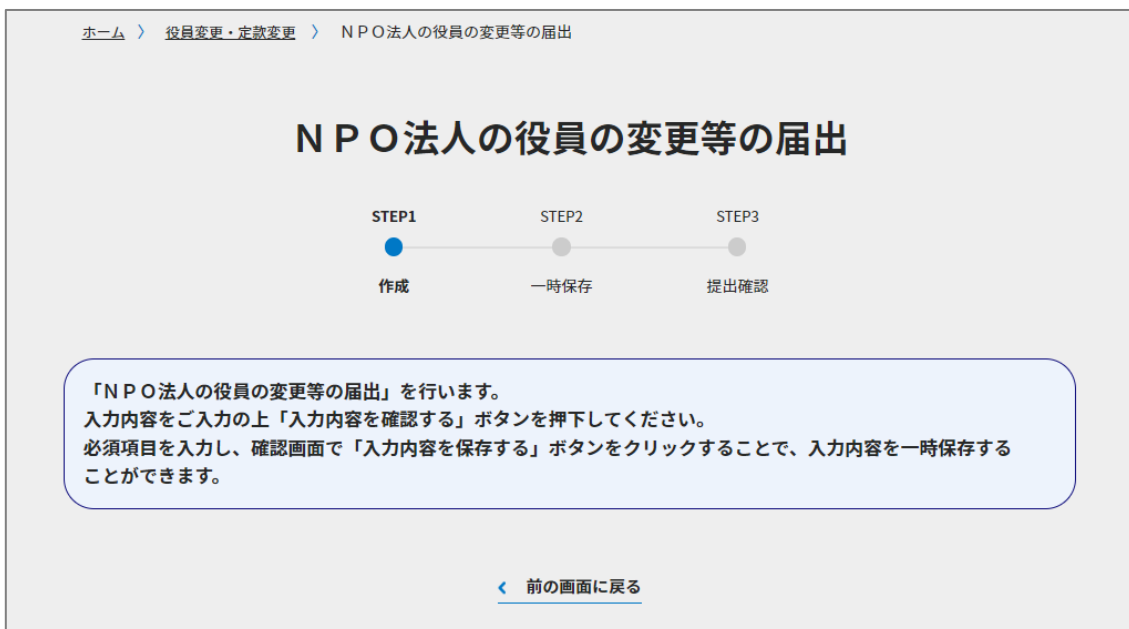 ホーム 〉 役員変更・定款変更 〉 ＮＰＯ法人の役員の変更等の届出
ＮＰＯ法人の役員の変更等の届出
STEP1 STEP2 STEP3
作成 一時保存 提出確認
「ＮＰＯ法人の役員の変更等の届出」を行います。
入力内容をご入力の上「入力内容を確認する」ボタンを押下してください。
必須項目を入力し、確認画面で「入力内容を保存する」ボタンをクリックすることで、入力内容を一時保存する
ことができます。
前の画面に戻る